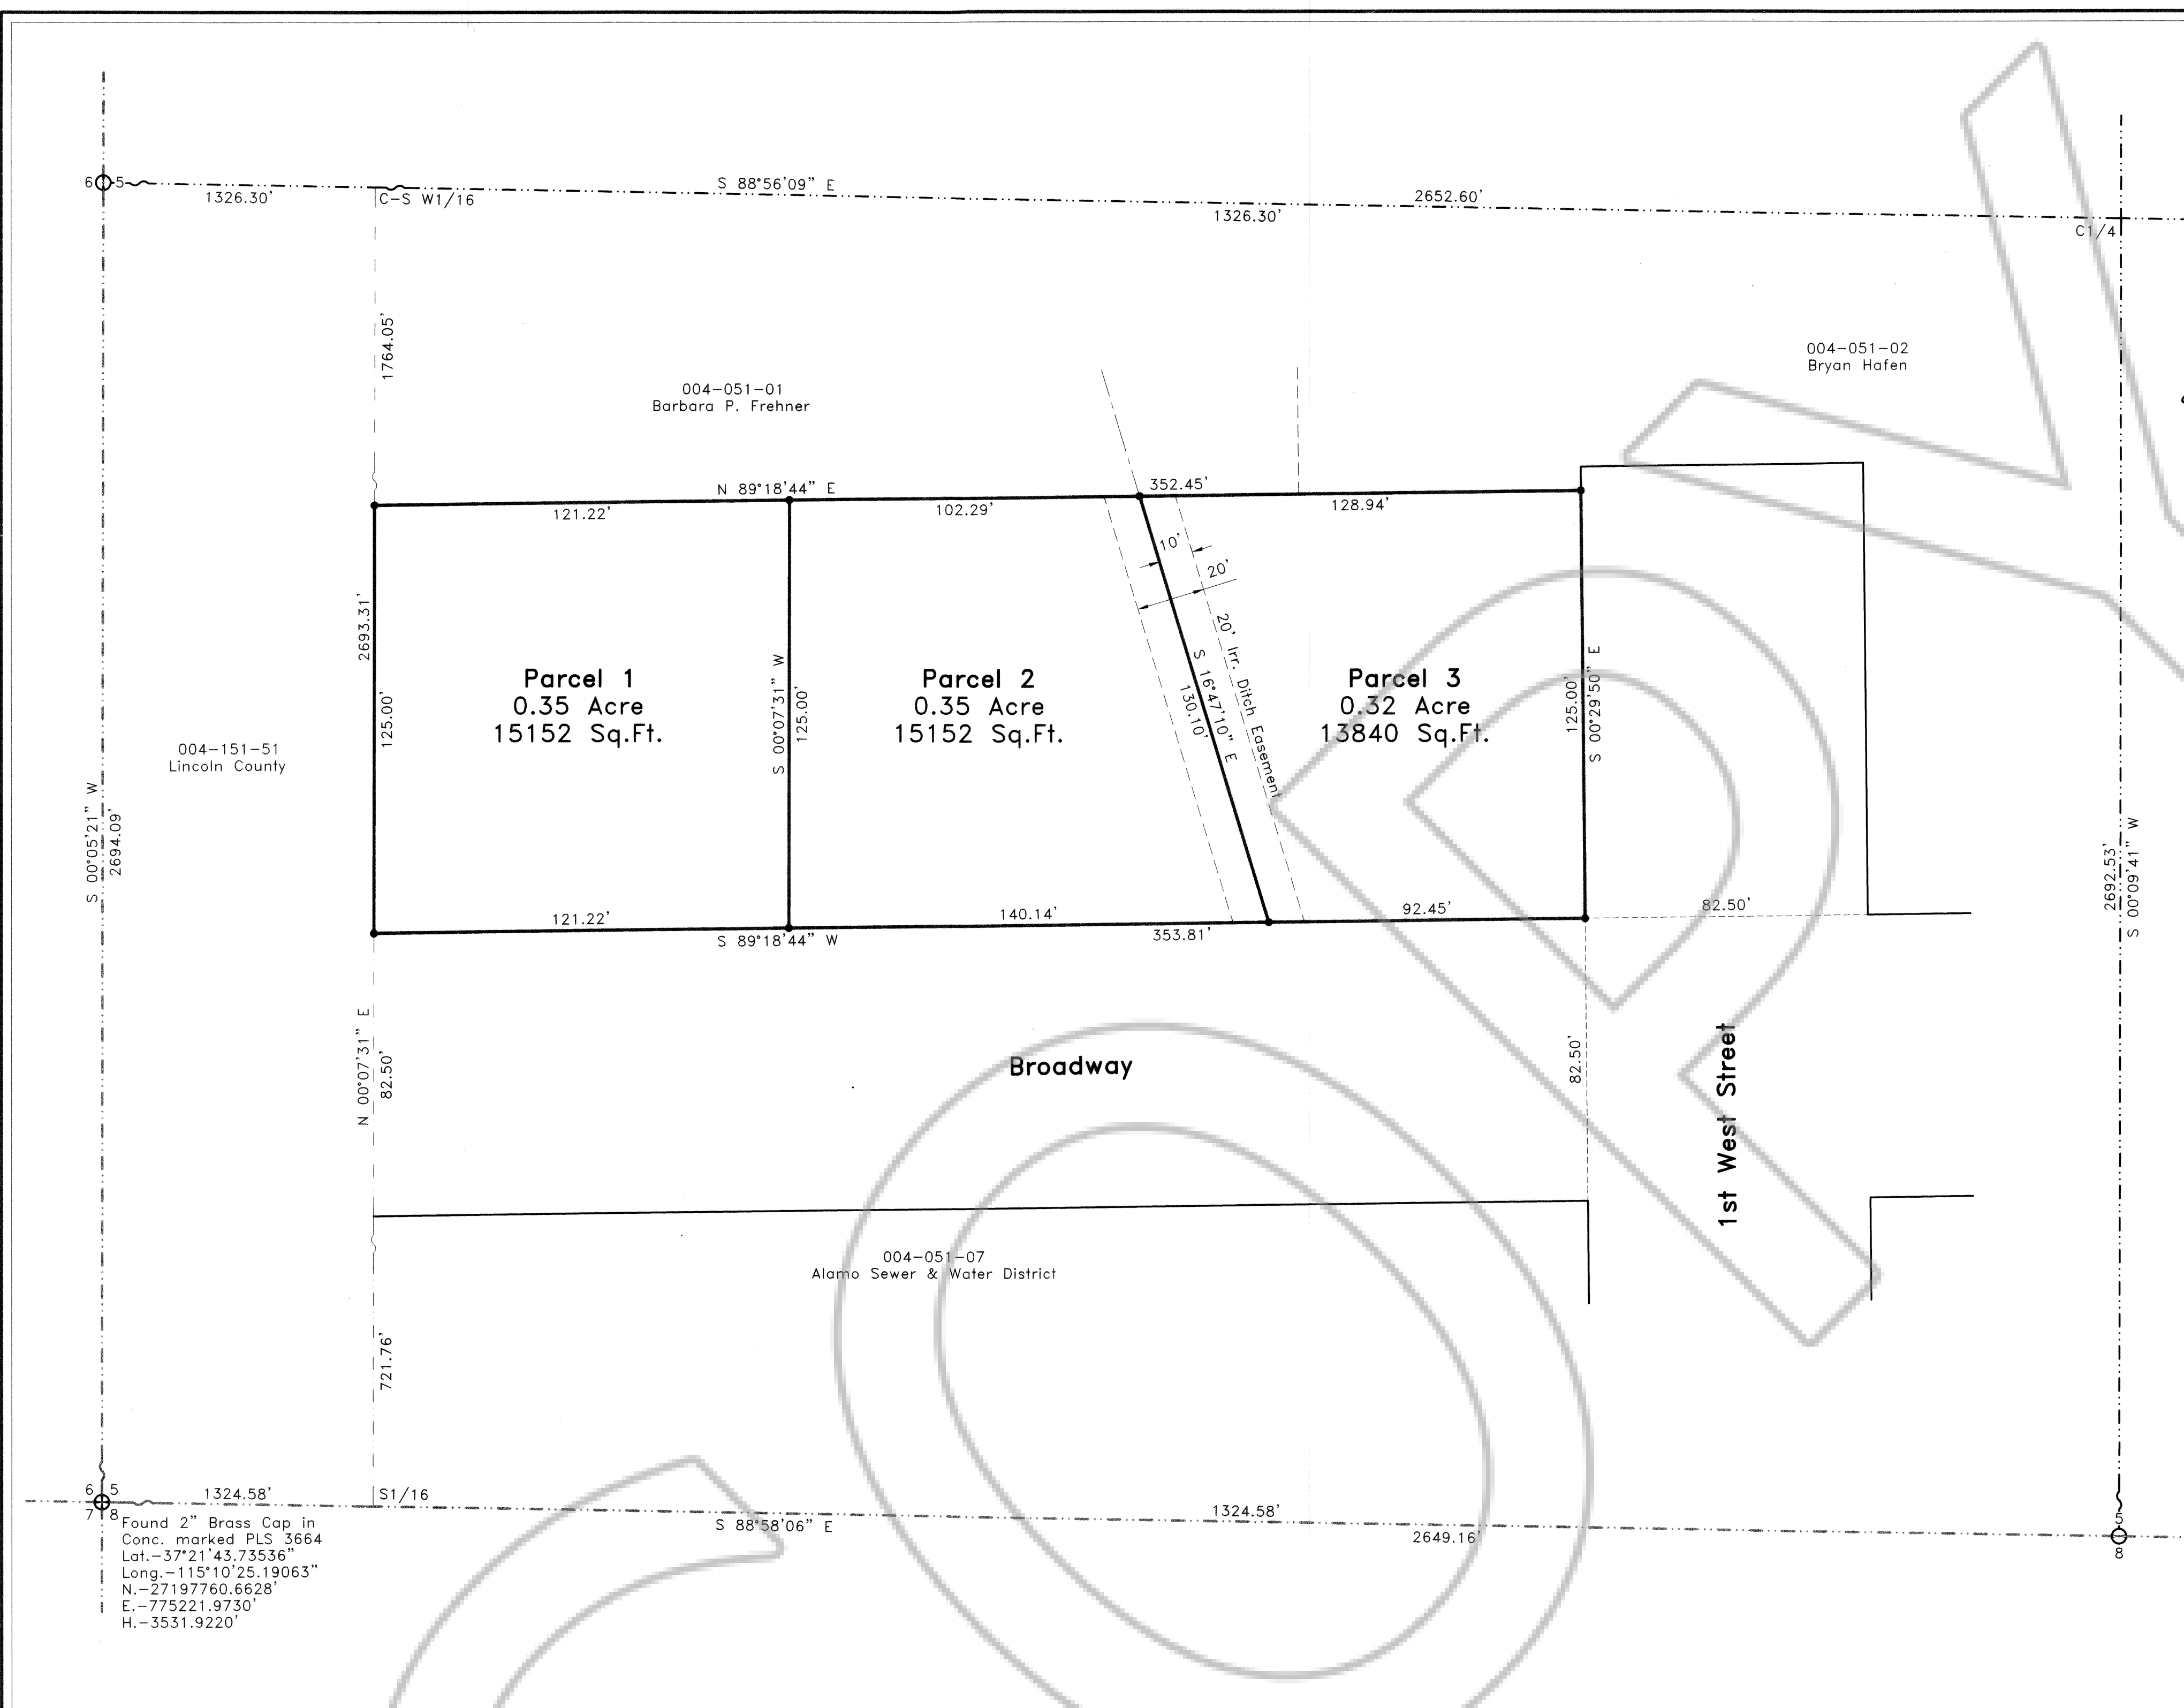 6 5
1326.30'
C-S W1/16
S 88°56'09" E
2652.60'
1326.30'
C1/4
1764.05'
004-051-01
Barbara P. Frehner
004-051-02
Bryan Hafen
N 89°18'44" E
352.45'
121.22'
102.29'
128.94'
10'
20'
20' Irr. Ditch Easement
S 16°47'10" E
130.10'
2693.31'
125.00'
S 00°07'31" W
125.00'
125.00'
S 00°29'50" E
Parcel 1
0.35 Acre
15152 Sq.Ft.
Parcel 2
0.35 Acre
15152 Sq.Ft.
Parcel 3
0.32 Acre
13840 Sq.Ft.
004-151-51
Lincoln County
S 00°05'21" W
2694.09'
2692.53'
S 00°09'41" W
121.22'
140.14'
92.45'
82.50'
S 89°18'44" W
353.81'
N 00°07'31" E
82.50'
Broadway
82.50'
1st West Street
004-051-07
Alamo Sewer & Water District
721.76'
6 5
7 8
1324.58'
S1/16
S 88°58'06" E
1324.58'
2649.16'
5
8
Found 2" Brass Cap in
Conc. marked PLS 3664
Lat.-37°21'43.73536"
Long.-115°10'25.19063"
N.-27197760.6628'
E.-775221.9730'
H.-3531.9220'
COPY